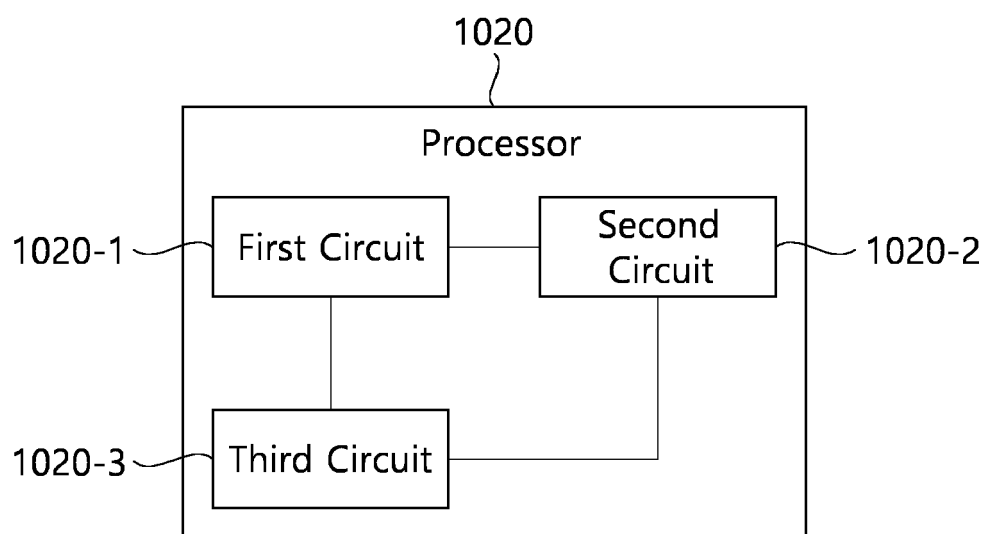 1020
Processor
1020-1
First Circuit
Second
Circuit
1020-2
1020-3
Third Circuit